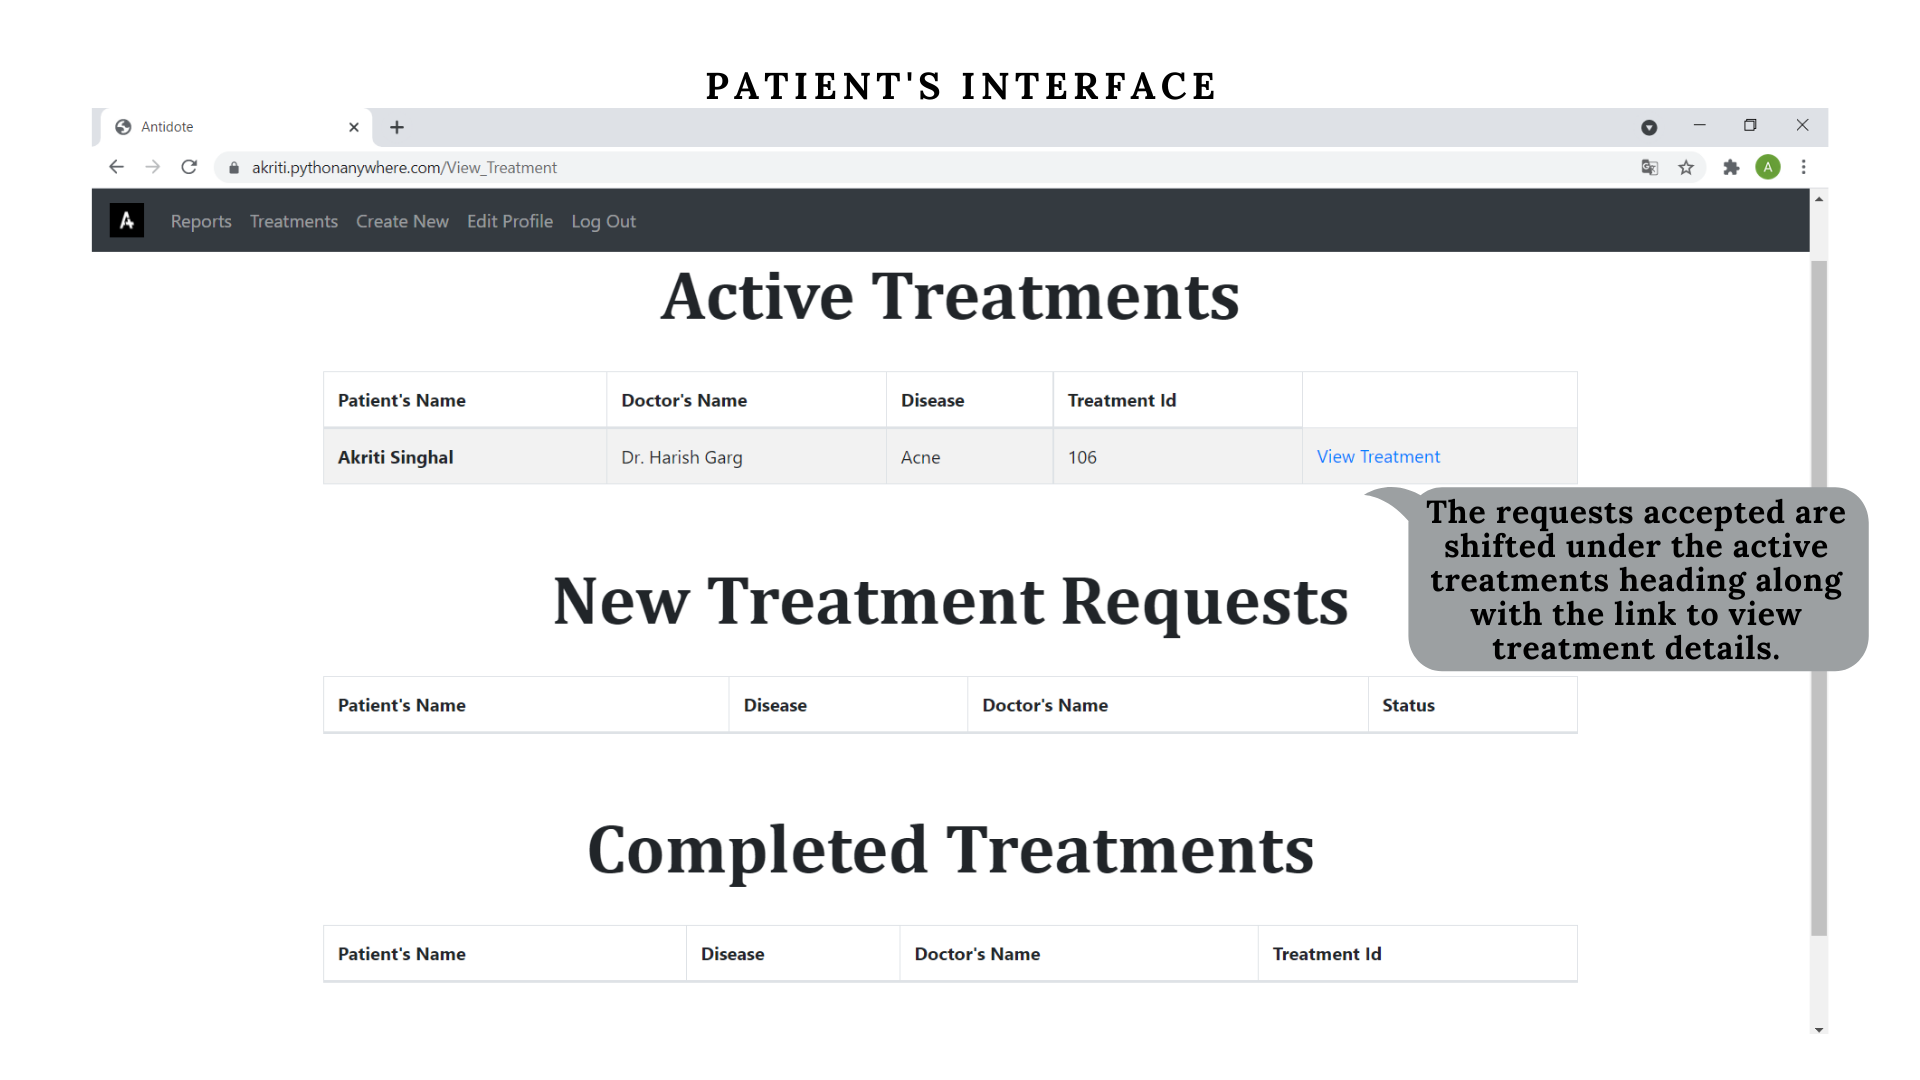 PATIENT'S INTERFACE
Antidote
akriti.pythonanywhere.com/View_Treatment
A
A Reports Treatments Create New Edit Profile Log Out
Active Treatments
Patient's Name Doctor's Name Disease Treatment Id
Akriti Singhal Dr. Harish Garg Acne 106 View Treatment
The requests accepted are
shifted under the active
treatments heading along
with the link to view
treatment details.
New Treatment Requests
Patient's Name Disease Doctor's Name Status
Completed Treatments
Patient's Name Disease Doctor's Name Treatment Id